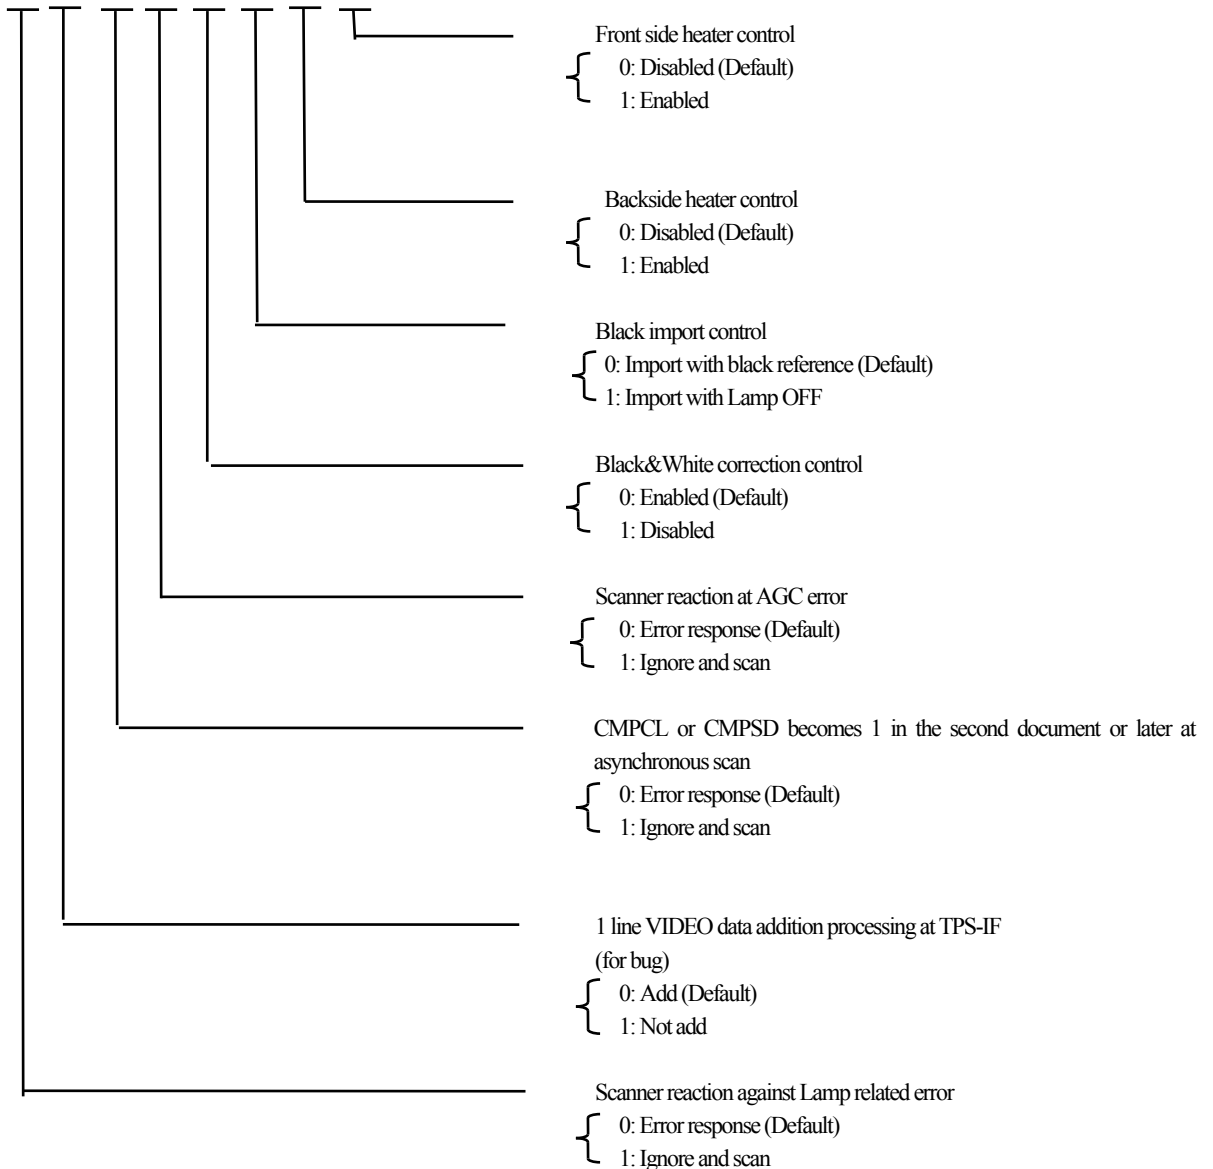 Front side heater control
0: Disabled (Default)
1: Enabled
Backside heater control
0: Disabled (Default)
1: Enabled
Black import control
0: Import with black reference (Default)
1: Import with Lamp OFF
Black&White correction control
0: Enabled (Default)
1: Disabled
Scanner reaction at AGC error
0: Error response (Default)
1: Ignore and scan
CMPCL or CMPSD becomes 1 in the second document or later at
asynchronous scan
0: Error response (Default)
1: Ignore and scan
1 line VIDEO data addition processing at TPS-IF
(for bug)
0: Add (Default)
1: Not add
Scanner reaction against Lamp related error
0: Error response (Default)
1: Ignore and scan